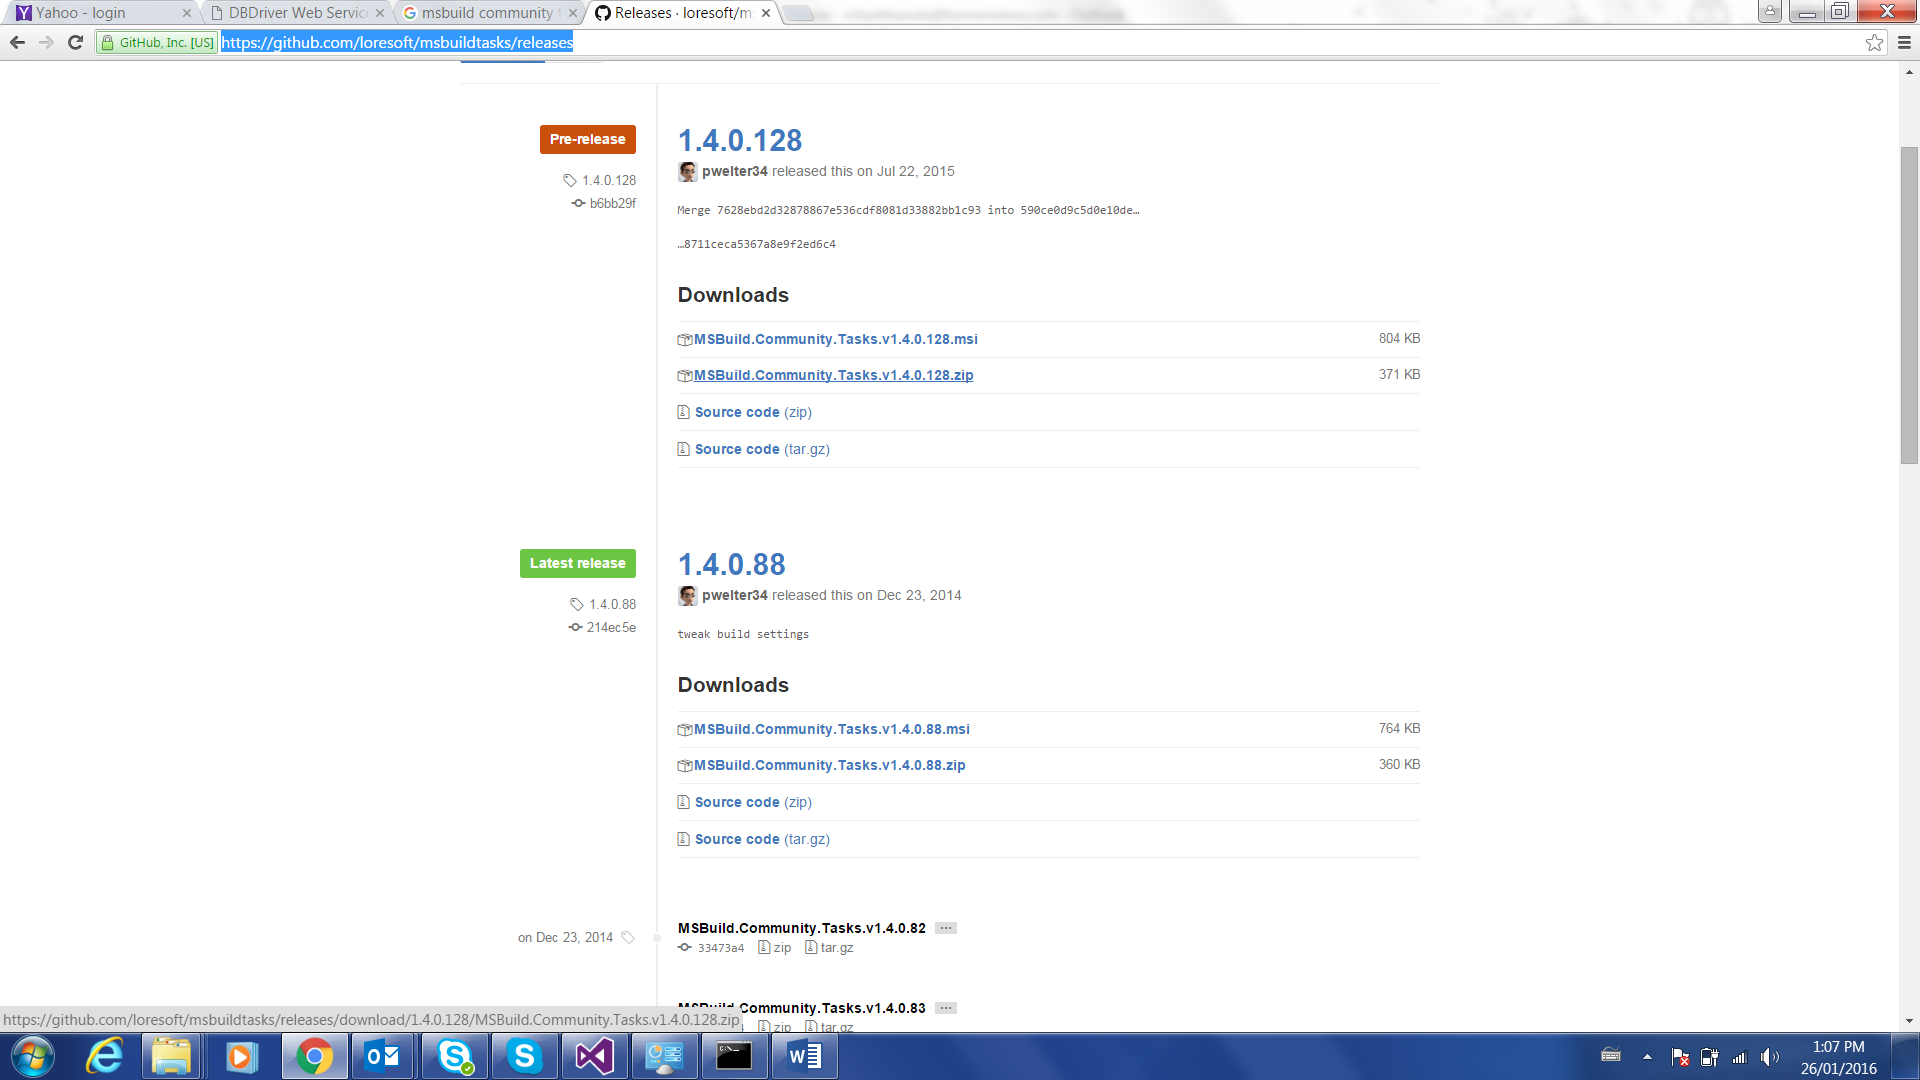 Yahoo - login
DBDriver Web Servic
msbuild community t
Releases · loresoft/m
GitHub, Inc. [US]
https://github.com/loresoft/msbuildtasks/releases
Pre-release
1.4.0.128
b6bb29f
1.4.0.128
pwelter34 released this on Jul 22, 2015
Merge 7628ebd2d32878867e536cdf8081d33882bb1c93 into 590ce0d9c5d0e10de…
…8711ceca5367a8e9f2ed6c4
Downloads
MSBuild.Community.Tasks.v1.4.0.128.msi 804 KB
MSBuild.Community.Tasks.v1.4.0.128.zip 371 KB
Source code (zip)
Source code (tar.gz)
Latest release
1.4.0.88
214ec5e
1.4.0.88
pwelter34 released this on Dec 23, 2014
tweak build settings
Downloads
MSBuild.Community.Tasks.v1.4.0.88.msi 764 KB
MSBuild.Community.Tasks.v1.4.0.88.zip 360 KB
Source code (zip)
Source code (tar.gz)
on Dec 23, 2014
MSBuild.Community.Tasks.v1.4.0.82 ...
33473a4 zip tar.gz
MSBuild.Community.Tasks.v1.4.0.83 ...
zip tar.gz
https://github.com/loresoft/msbuildtasks/releases/download/1.4.0.128/MSBuild.Community.Tasks.v1.4.0.128.zip
1:07 PM
26/01/2016